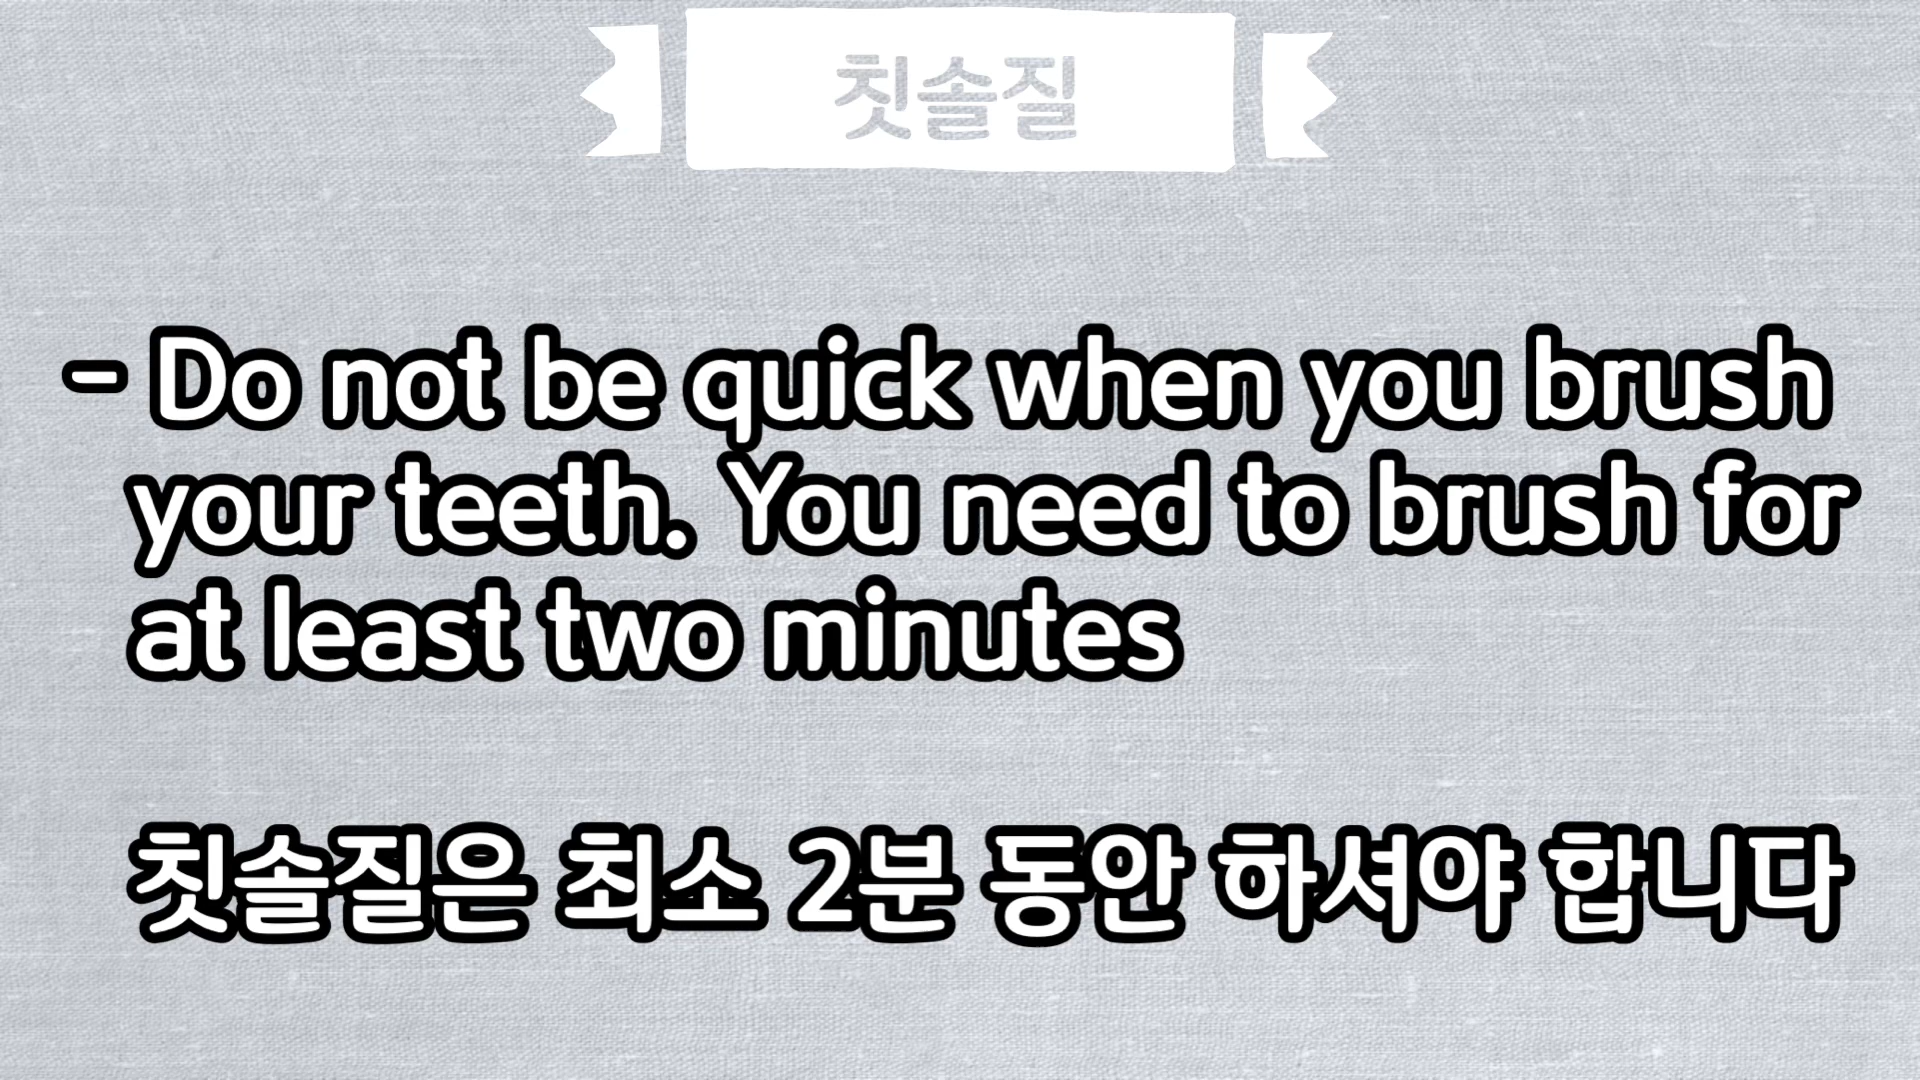 칫솔질
- Do not be quick when you brush
your teeth. You need to brush for
at least two minutes
칫솔질은 최소 2분 동안 하셔야 합니다